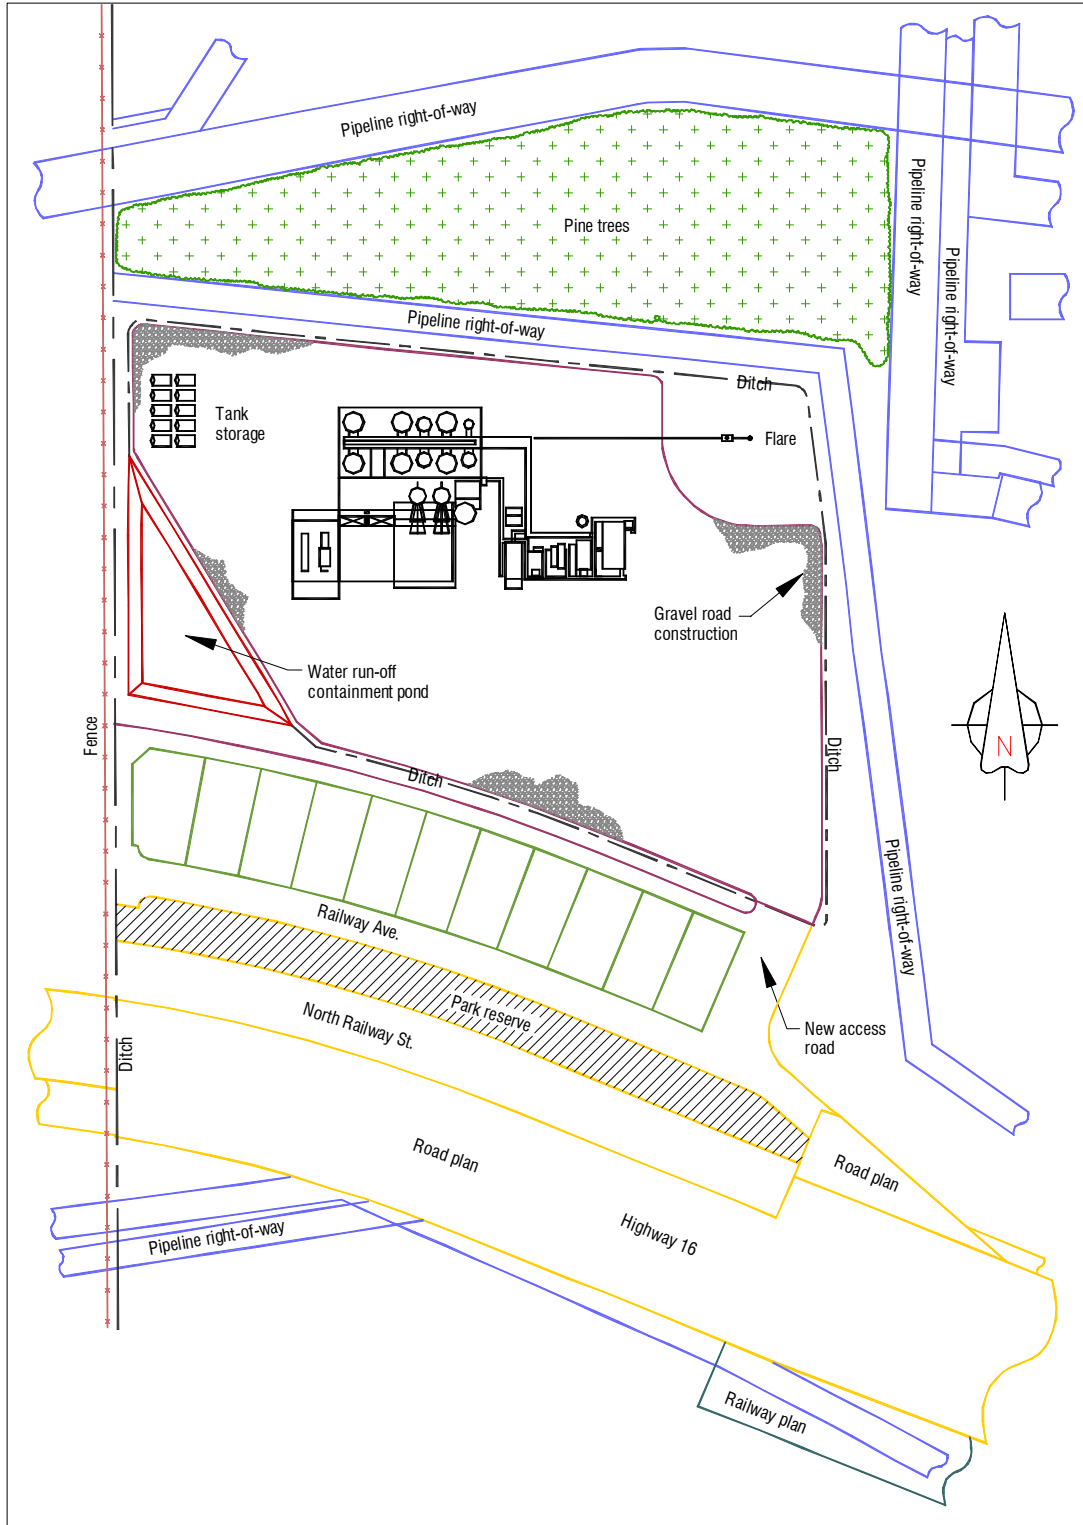 Pipeline right-of-way
Pine trees
Pipeline right-of-way
Pipeline right-of-way
Pipeline right-of-way
Ditch
Tank
storage
Flare
Gravel road
construction
Water run-off
containment pond
Fence
N
Ditch
Ditch
Pipeline right-of-way
Railway Ave.
Park reserve
North Railway St.
New access
road
Ditch
Road plan
Road plan
Highway 16
Pipeline right-of-way
Railway plan